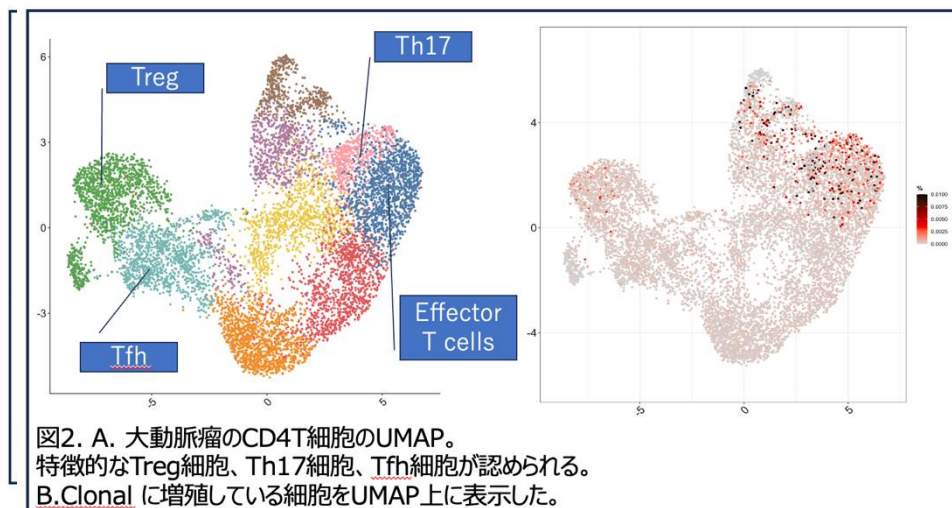 Treg
Th17
Tfh
Effector
T cells
6
3
0
-3
-5
0
5
4
0
-4
-5
0
5
%
0.0100
0.0075
0.0050
0.0025
0.0000
図2. A. 大動脈瘤のCD4T細胞のUMAP。
特徴的なTreg細胞、Th17細胞、Tfh細胞が認められる。
B.Clonal に増殖している細胞をUMAP上に表示した。